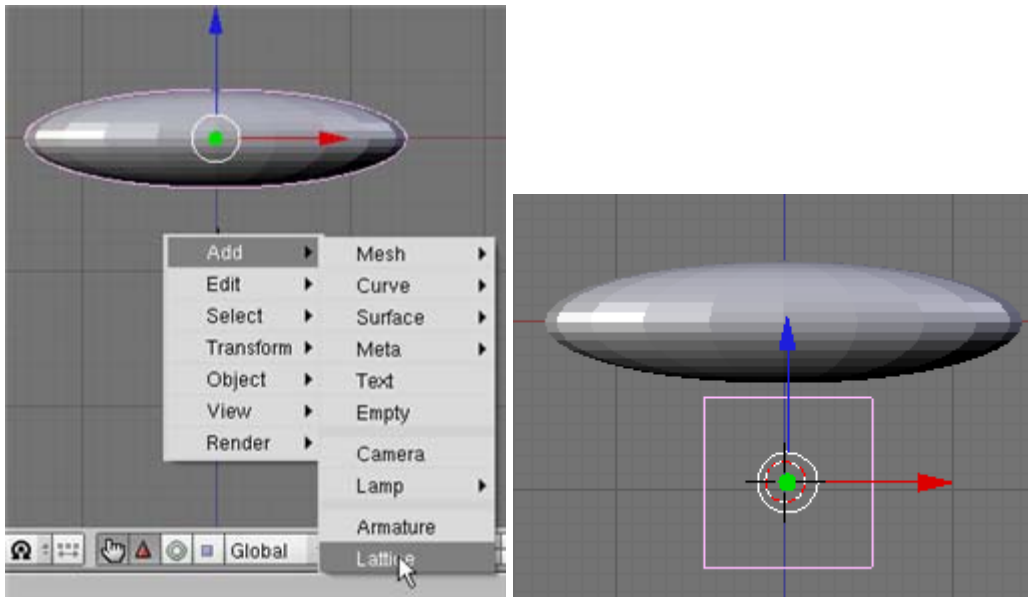 Add
Edit
Select
Transform
Object
View
Render
Mesh
Curve
Surface
Meta
Text
Empty
Camera
Lamp
Armature
Lattice
Global